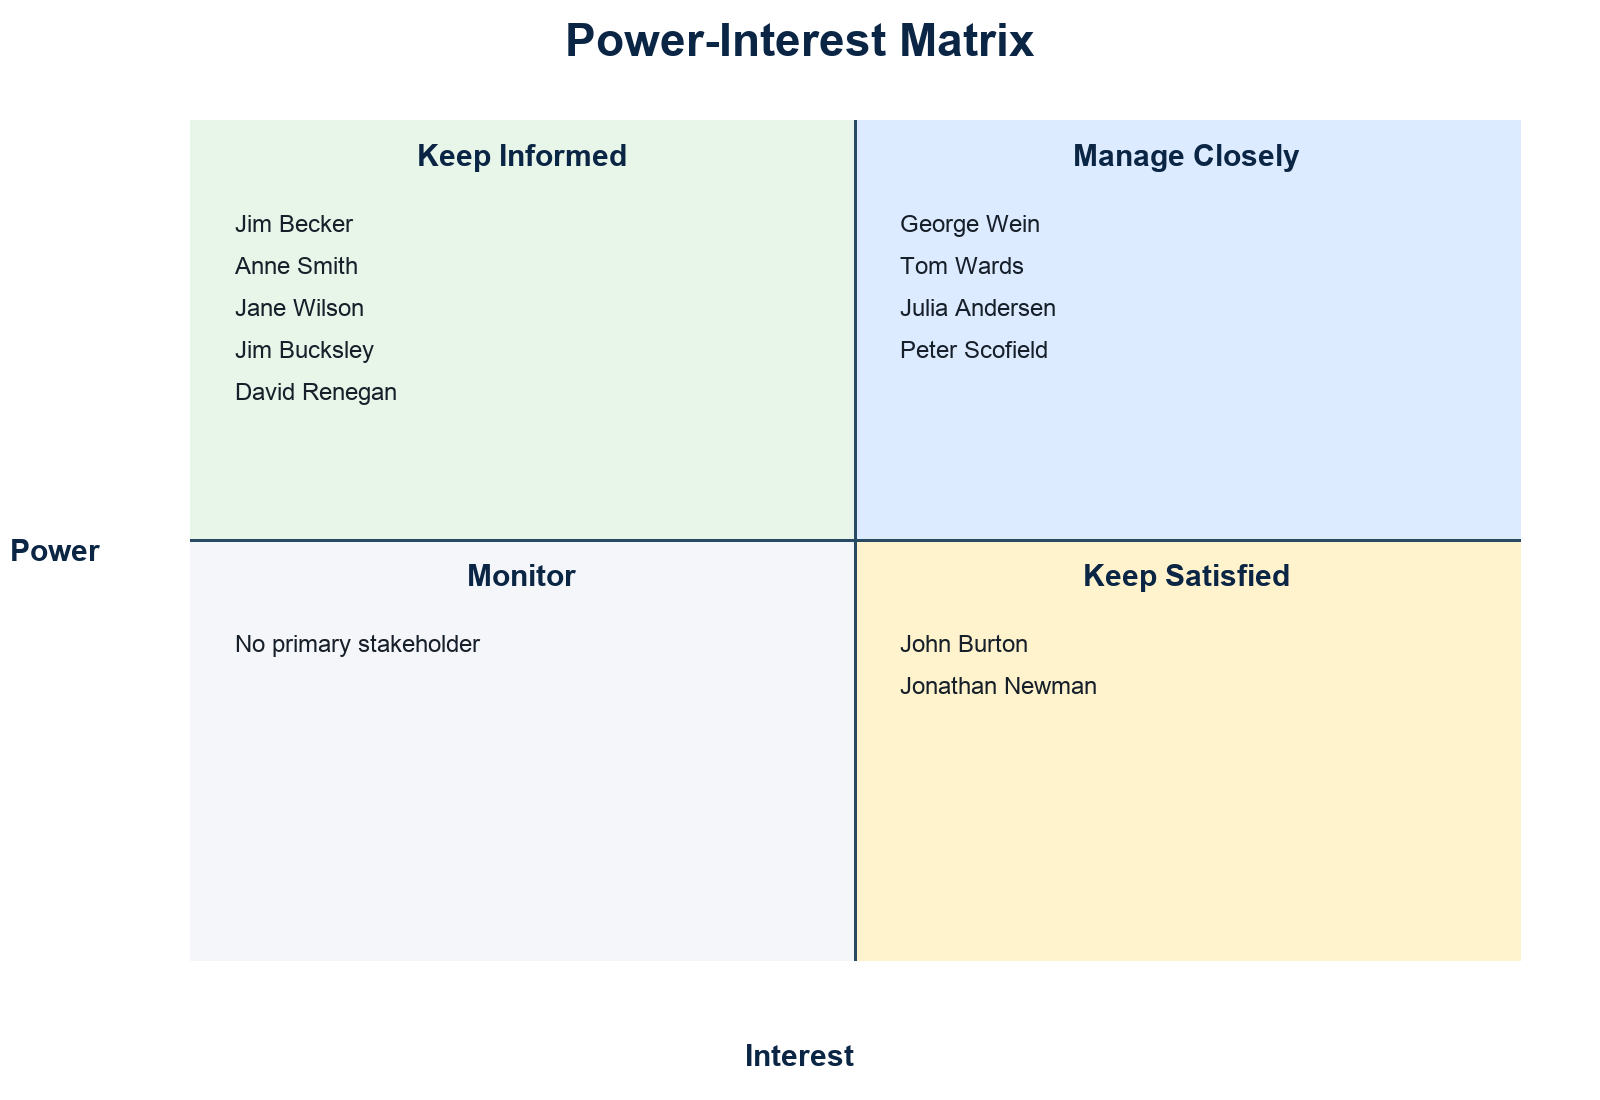 Power-Interest Matrix
Keep Informed
Jim Becker
Anne Smith
Jane Wilson
Jim Bucksley
David Renegan
Manage Closely
George Wein
Tom Wards
Julia Andersen
Peter Scofield
Power
Monitor
No primary stakeholder
Keep Satisfied
John Burton
Jonathan Newman
Interest